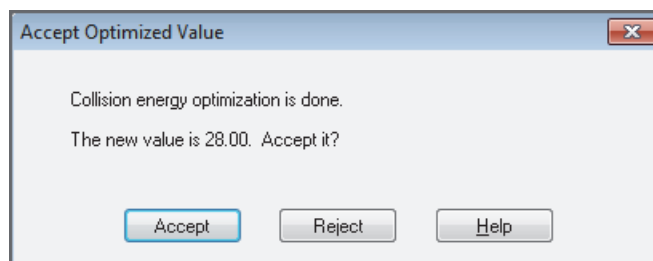 Accept Optimized Value
Collision energy optimization is done.
The new value is 28.00. Accept it?
Accept Reject Help